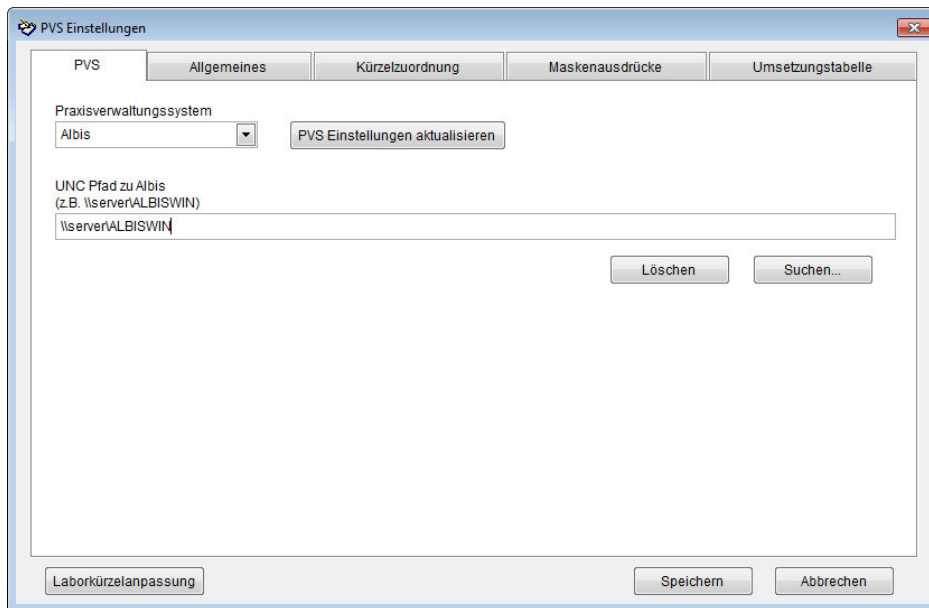 PVS Einstellungen
PVS
Allgemeines
Kürzelzuordnung
Maskenausdrücke
Umsetzungstabelle
Praxisverwaltungssystem
Albis
PVS Einstellungen aktualisieren
UNC Pfad zu Albis
(z.B. \\server\ALBISWIN)
\\server\ALBISWIN
Löschen
Suchen...
Laborkürzelanpassung
Speichern
Abbrechen